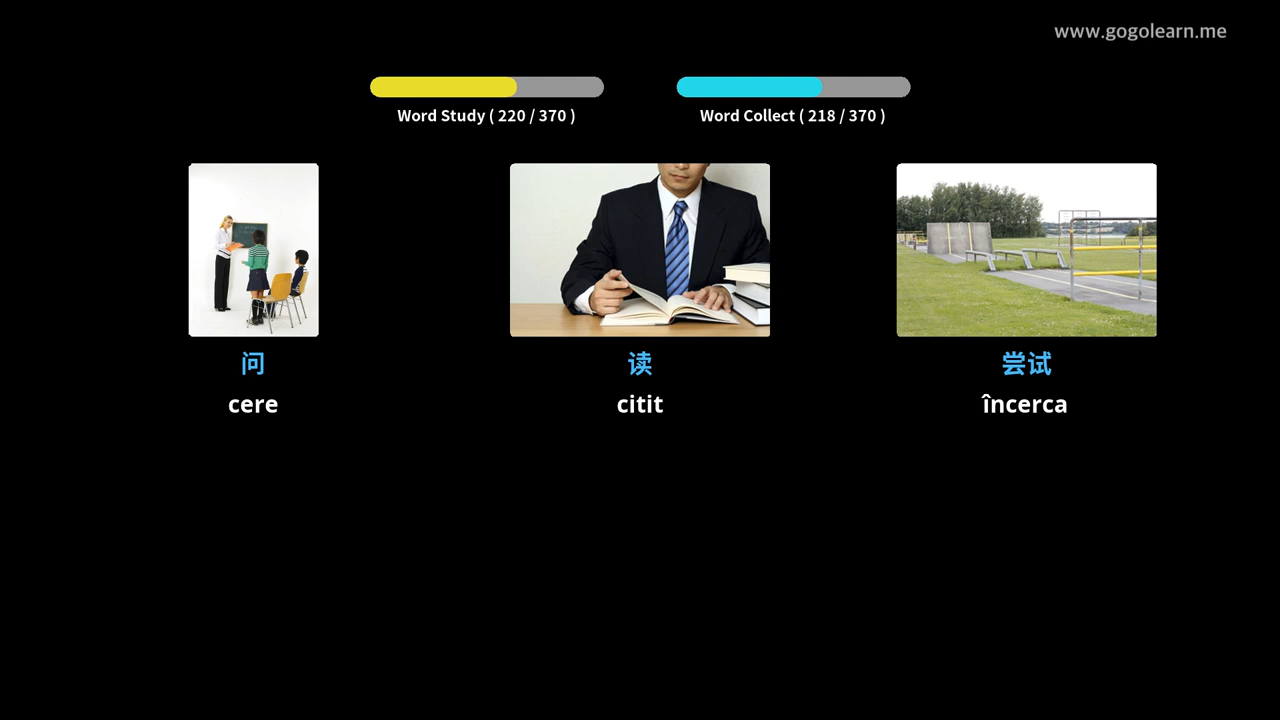 www.gogolearn.me
Word Study ( 220 / 370 )
Word Collect ( 218 / 370 )
问
读
尝试
cere
citit
încerca